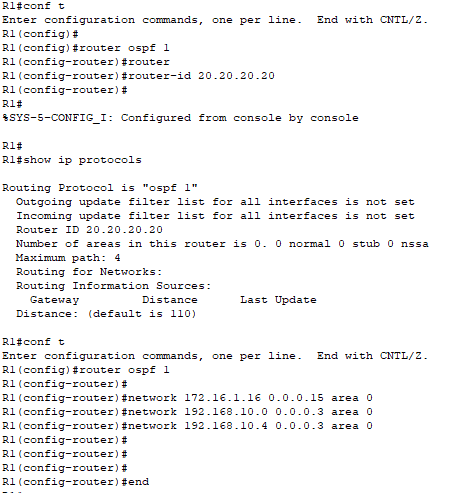 R1#conf t
Enter configuration commands, one per line.  End with CNTL/Z.
R1(config)#
R1(config)#router ospf 1
R1(config-router)#router
R1(config-router)#router-id 20.20.20.20
R1(config-router)#
R1#
%SYS-5-CONFIG_I: Configured from console by console
R1#
R1#show ip protocols
Routing Protocol is "ospf 1"
  Outgoing update filter list for all interfaces is not set
  Incoming update filter list for all interfaces is not set
  Router ID 20.20.20.20
  Number of areas in this router is 0. 0 normal 0 stub 0 nssa
  Maximum path: 4
  Routing for Networks:
  Routing Information Sources:
    Gateway         Distance      Last Update
  Distance: (default is 110)
R1#conf t
Enter configuration commands, one per line.  End with CNTL/Z.
R1(config)#router ospf 1
R1(config-router)#
R1(config-router)#network 172.16.1.16 0.0.0.15 area 0
R1(config-router)#network 192.168.10.0 0.0.0.3 area 0
R1(config-router)#network 192.168.10.4 0.0.0.3 area 0
R1(config-router)#
R1(config-router)#
R1(config-router)#
R1(config-router)#end